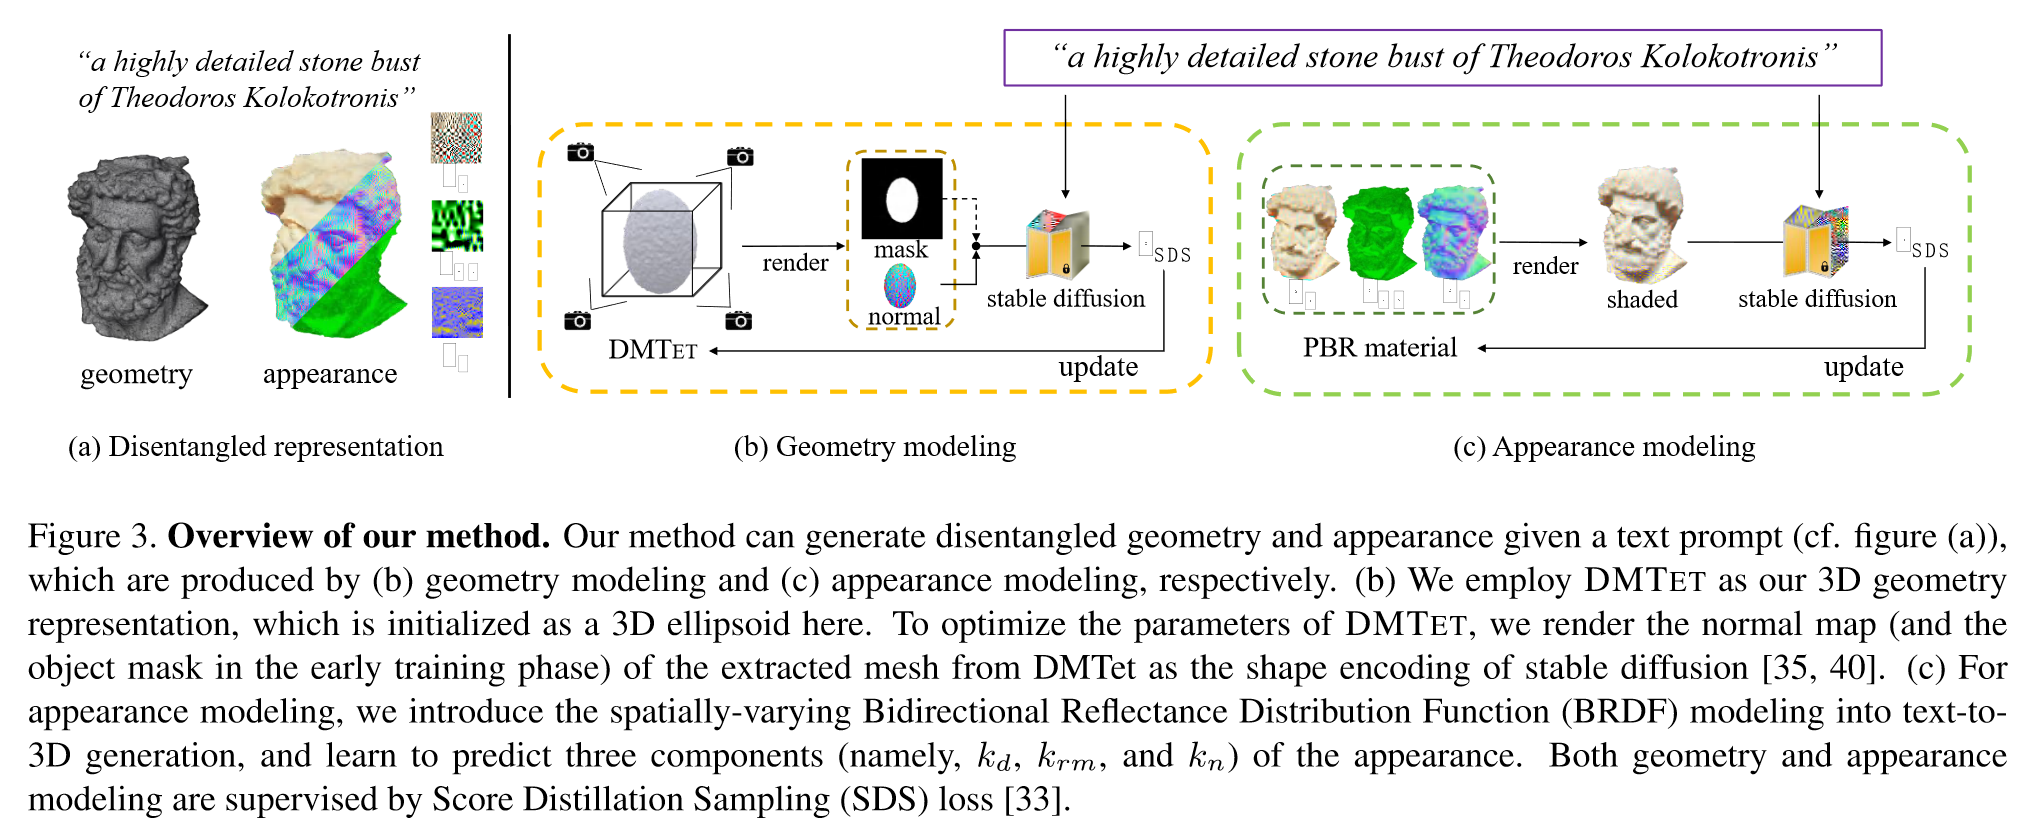 “a highly detailed stone bust
of Theodoros Kolokotronis”
geometry
appearance
(a) Disentangled representation
“a highly detailed stone bust of Theodoros Kolokotronis”
mask
normal
render
DMTET
stable diffusion
SDS
update
(b) Geometry modeling
PBR material
render
shaded
stable diffusion
SDS
update
(c) Appearance modeling
Figure 3. Overview of our method. Our method can generate disentangled geometry and appearance given a text prompt (cf. figure (a)),
which are produced by (b) geometry modeling and (c) appearance modeling, respectively. (b) We employ DMTET as our 3D geometry
representation, which is initialized as a 3D ellipsoid here. To optimize the parameters of DMTET, we render the normal map (and the
object mask in the early training phase) of the extracted mesh from DMTet as the shape encoding of stable diffusion [35, 40]. (c) For
appearance modeling, we introduce the spatially-varying Bidirectional Reflectance Distribution Function (BRDF) modeling into text-to-
3D generation, and learn to predict three components (namely, k_d, k_rm, and k_n) of the appearance. Both geometry and appearance
modeling are supervised by Score Distillation Sampling (SDS) loss [33].